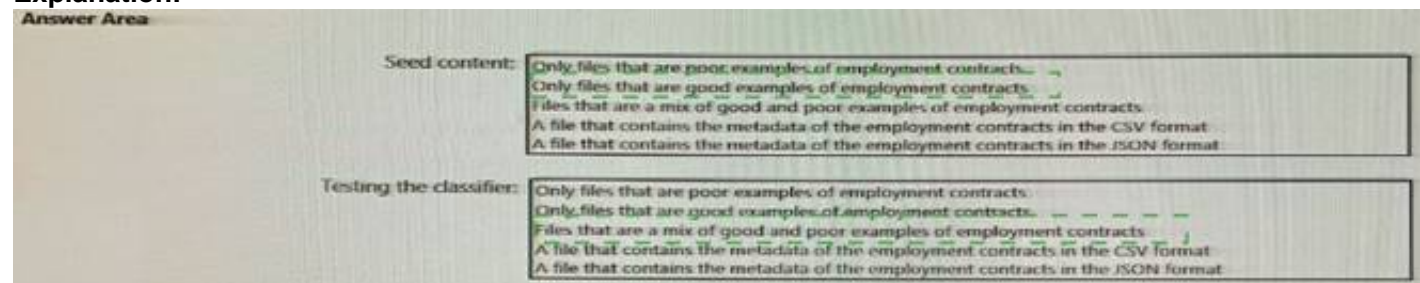 Explanation:
Answer Area
Seed content:
Only files that are poor examples of employment contracts
Only files that are good examples of employment contracts
Files that are a mix of good and poor examples of employment contracts
A file that contains the metadata of the employment contracts in the CSV format
A file that contains the metadata of the employment contracts in the JSON format
Testing the classifier:
Only files that are poor examples of employment contracts
Only files that are good examples of employment contracts
Files that are a mix of good and poor examples of employment contracts
A file that contains the metadata of the employment contracts in the CSV format
A file that contains the metadata of the employment contracts in the JSON format